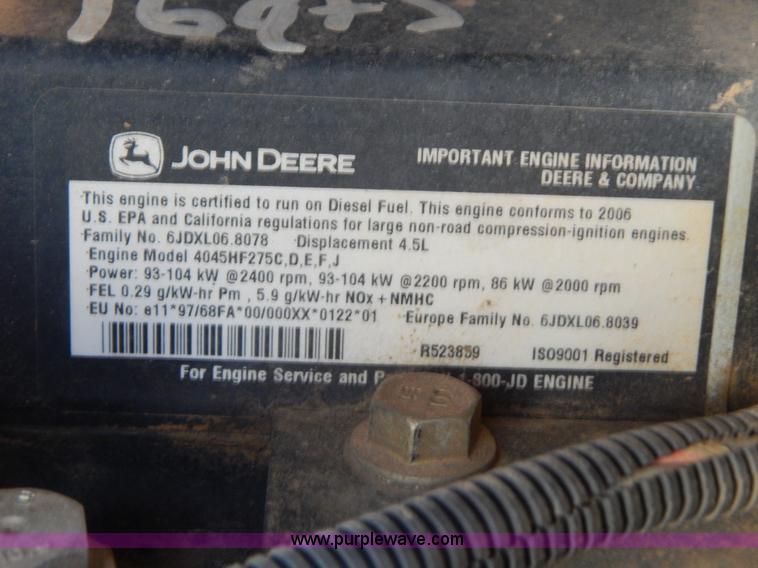 16qts
JOHN DEERE
IMPORTANT ENGINE INFORMATION
DEERE & COMPANY
This engine is certified to run on Diesel Fuel. This engine conforms to 2006
U.S. EPA and California regulations for large non-road compression-ignition engines.
Family No. 6JDXL06.8078 Displacement 4.5L
Engine Model 4045HF275C,D,E,F,J
Power: 93-104 kW @2400 rpm, 93-104 kW @2200 rpm, 86 kW @2000 rpm
FEL 0.29 g/kW-hr Pm , 5.9 g/kW-hr NOx + NMHC
EU No: e11*97/68FA*00/000XX*0122*01 Europe Family No. 6JDXL06.8039
R523859 ISO9001 Registered
For Engine Service and 800-JD ENGINE
www.purplewave.com